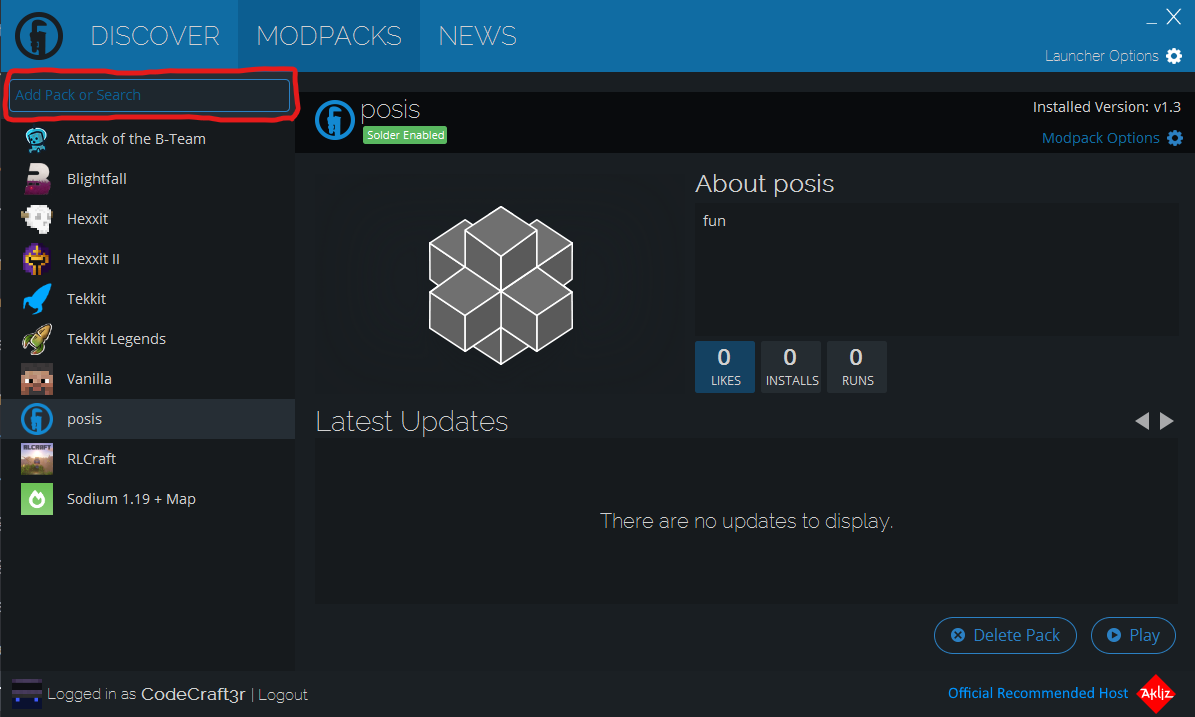 DISCOVER
MODPACKS
NEWS
Launcher Options
Add Pack or Search
Attack of the B-Team
Blightfall
Hexxit
Hexxit II
Tekkit
Tekkit Legends
Vanilla
posis
RLCraft
Sodium 1.19 + Map
posis
Solder Enabled
Installed Version: v1.3
Modpack Options
About posis
fun
0
LIKES
0
INSTALLS
0
RUNS
Latest Updates
There are no updates to display.
Delete Pack
Play
Logged in as CodeCraft3r | Logout
Official Recommended Host
Akliz